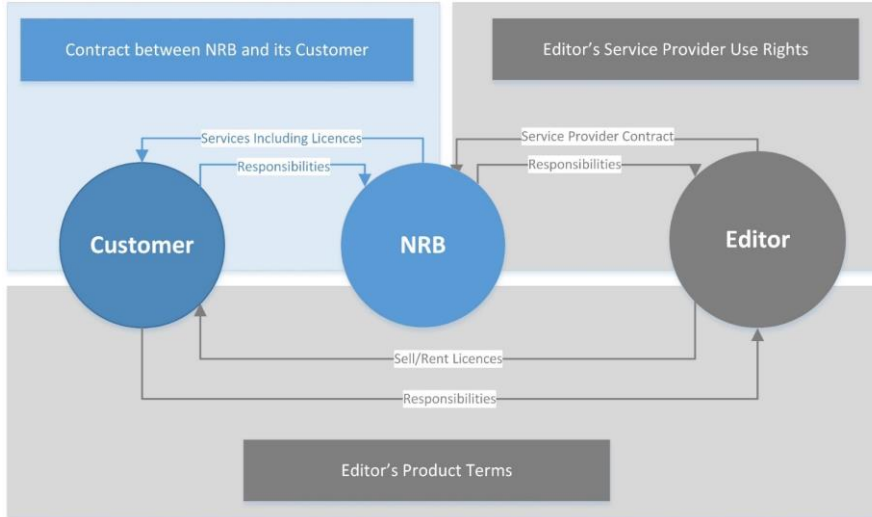 Contract between NRB and its Customer
Editor's Service Provider Use Rights
Services Including Licences
Service Provider Contract
Responsibilities
Responsibilities
Customer
NRB
Editor
Sell/Rent Licences
Responsibilities
Editor's Product Terms